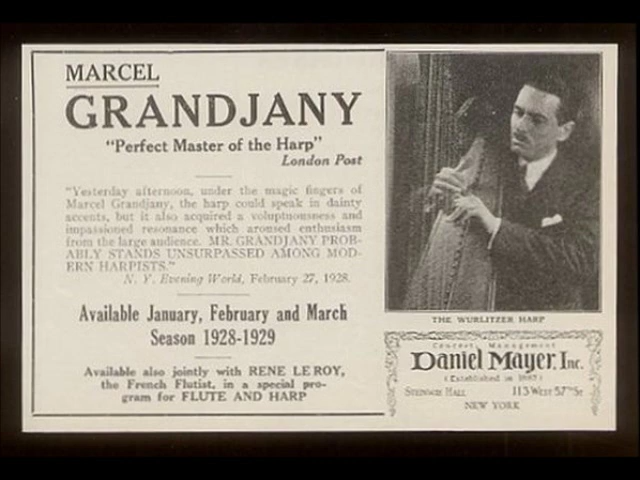 MARCEL
GRANDJANY
"Perfect Master of the Harp"
London Post
"Yesterday afternoon, under the magic fingers of
Marcel Grandjany, the harp could speak in dainty
accents, but it also acquired a voluptuousness and
impassioned resonance which aroused enthusiasm
from the large audience. MR. GRANDJANY PROB-
ABLY STANDS UNSURPASSED AMONG MOD-
ERN HARPISTS."
N. Y. Evening World, February 27, 1928.
Available January, February and March
Season 1928-1929
Available also jointly with RENE LE ROY,
the French Flutist, in a special pro-
gram for FLUTE AND HARP
THE WURLITZER HARP
Concert Management
Daniel Mayer, Inc.
(Established in
STEINWAY HALL 113 WEST 57TH ST
NEW YORK